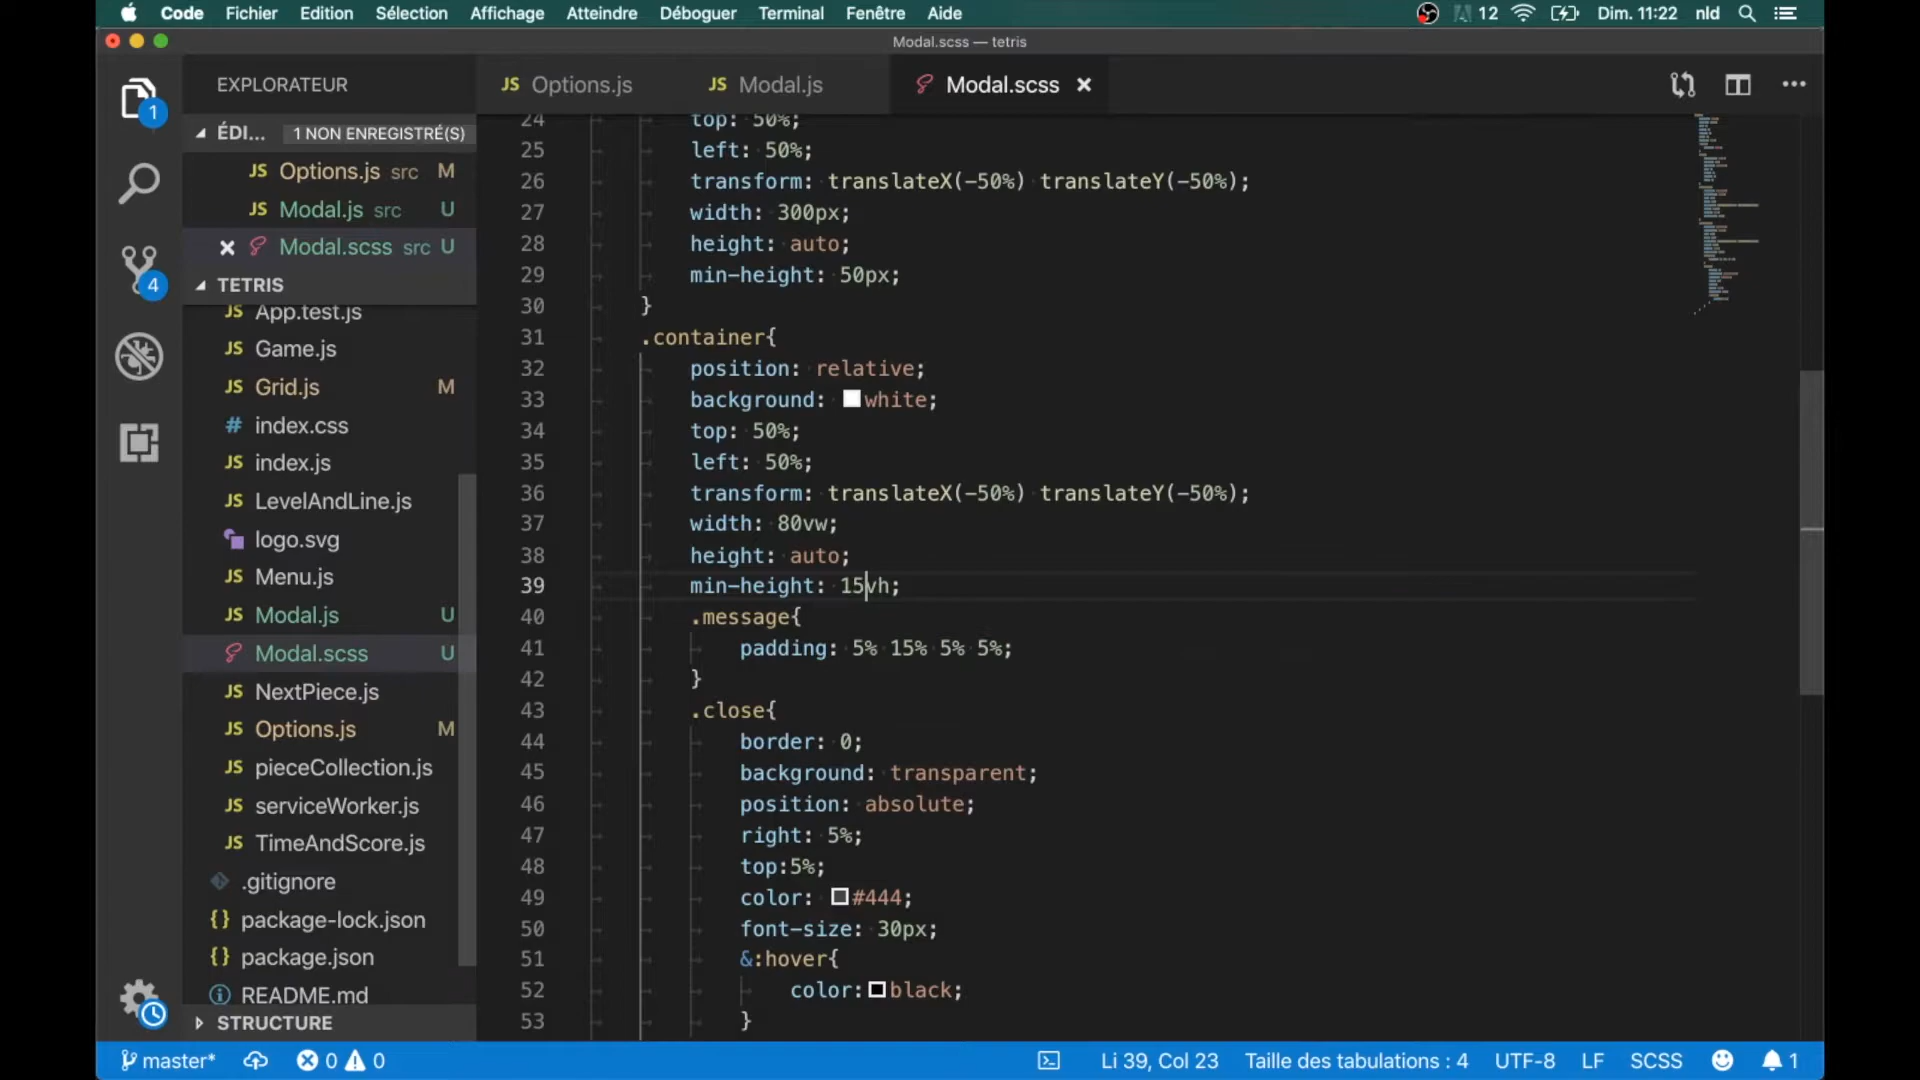 Code Fichier Edition Sélection Affichage Atteindre Déboguer Terminal Fenêtre Aide 12 Dim. 11:22 nld
Modal.scss — tetris
EXPLORATEUR
JS Options.js
JS Modal.js
Modal.scss
1
ÉDI... 1 NON ENREGISTRÉ(S)
JS Options.js src M
JS Modal.js src U
Modal.scss src U
4
TETRIS
JS App.test.js
JS Game.js
JS Grid.js M
# index.css
JS index.js
JS LevelAndLine.js
logo.svg
JS Menu.js
JS Modal.js U
Modal.scss U
JS NextPiece.js
JS Options.js M
JS pieceCollection.js
JS serviceWorker.js
JS TimeAndScore.js
.gitignore
{} package-lock.json
{} package.json
README.md
STRUCTURE
24 top: 50%;
25 left: 50%;
26 transform: translateX(-50%) translateY(-50%);
27 width: 300px;
28 height: auto;
29 min-height: 50px;
30 }
31 .container{
32 position: relative;
33 background: white;
34 top: 50%;
35 left: 50%;
36 transform: translateX(-50%) translateY(-50%);
37 width: 80vw;
38 height: auto;
39 min-height: 15vh;
40 .message{
41 padding: 5% 15% 5% 5%;
42 }
43 .close{
44 border: 0;
45 background: transparent;
46 position: absolute;
47 right: 5%;
48 top:5%;
49 color: #444;
50 font-size: 30px;
51 &:hover{
52 color:black;
53 }
master* 0 0 Li 39, Col 23 Taille des tabulations : 4 UTF-8 LF SCSS 1